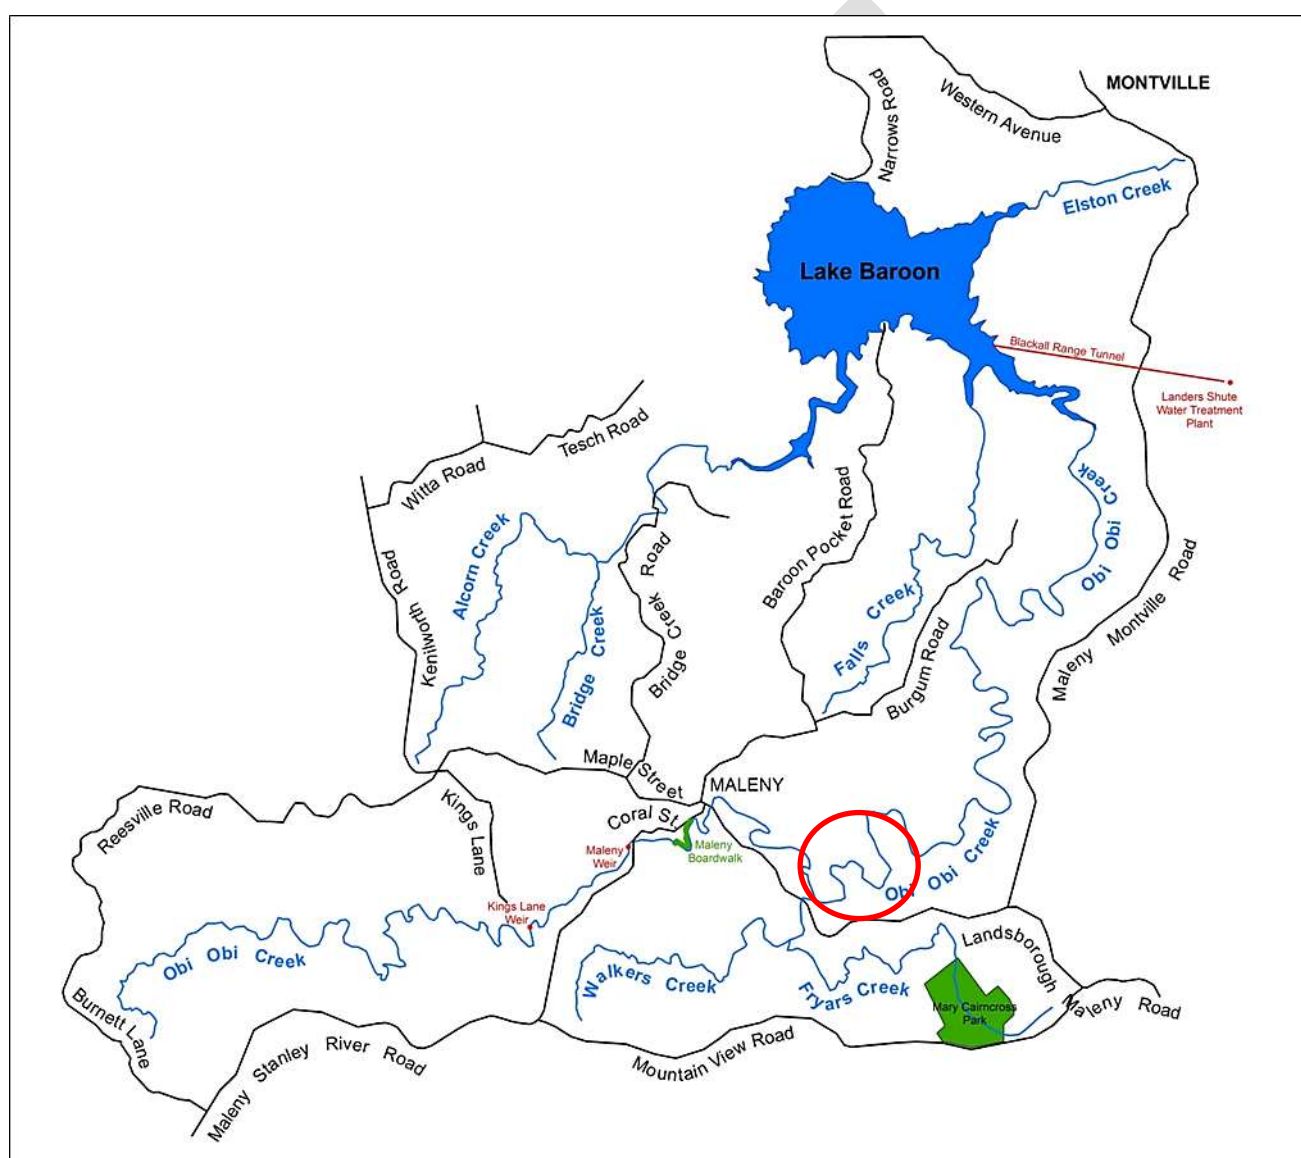 MONTVILLE
Western Avenue
Narrows Road
Elston Creek
Lake Baroon
Blackall Range Tunnel
Landers Shute
Water Treatment
Plant
Tesch Road
Witta Road
Alcorn Creek
Kenilworth Road
Bridge Creek
Bridge Creek Road
Baroon Pocket Road
Falls Creek
Burgum Road
Obi Obi Creek
Maleny Montville Road
Maple Street
MALENY
Coral St
Maleny
Boardwalk
Maleny
Weir
Kings Lane
Reesville Road
Kings Lane
Weir
Obi Obi Creek
Obi Obi Creek
Walkers Creek
Fryars Creek
Landsborough Maleny Road
Mary Cairncross
Park
Burnett Lane
Maleny Stanley River Road
Mountain View Road